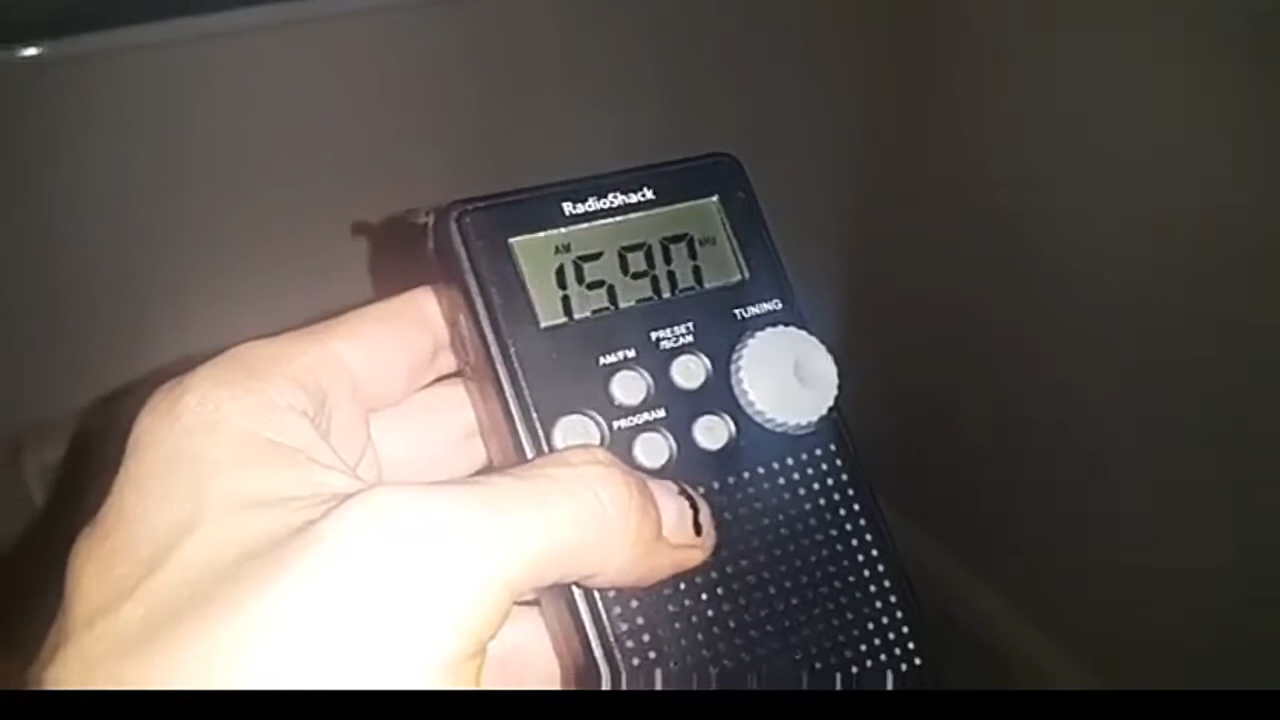 RadioShack
AM
1590 kHz
TUNING
PRESET
/SCAN
AM/FM
PROGRAM